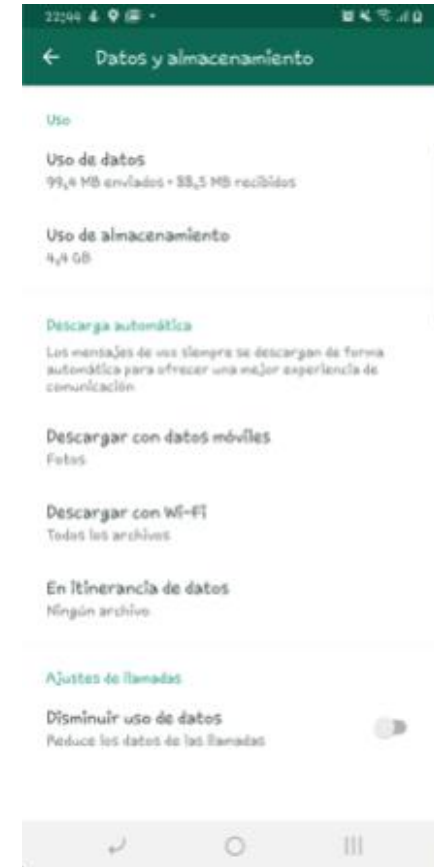 22:44
Datos y almacenamiento
Uso
Uso de datos
99,4 MB enviados • 88,5 MB recibidos
Uso de almacenamiento
4,4 GB
Descarga automática
Los mensajes de voz siempre se descargan de forma
automática para ofrecer una mejor experiencia de
comunicación
Descargar con datos móviles
Fotos
Descargar con Wi-Fi
Todos los archivos
En itinerancia de datos
Ningún archivo
Ajustes de llamadas
Disminuir uso de datos
Reduce los datos de las llamadas